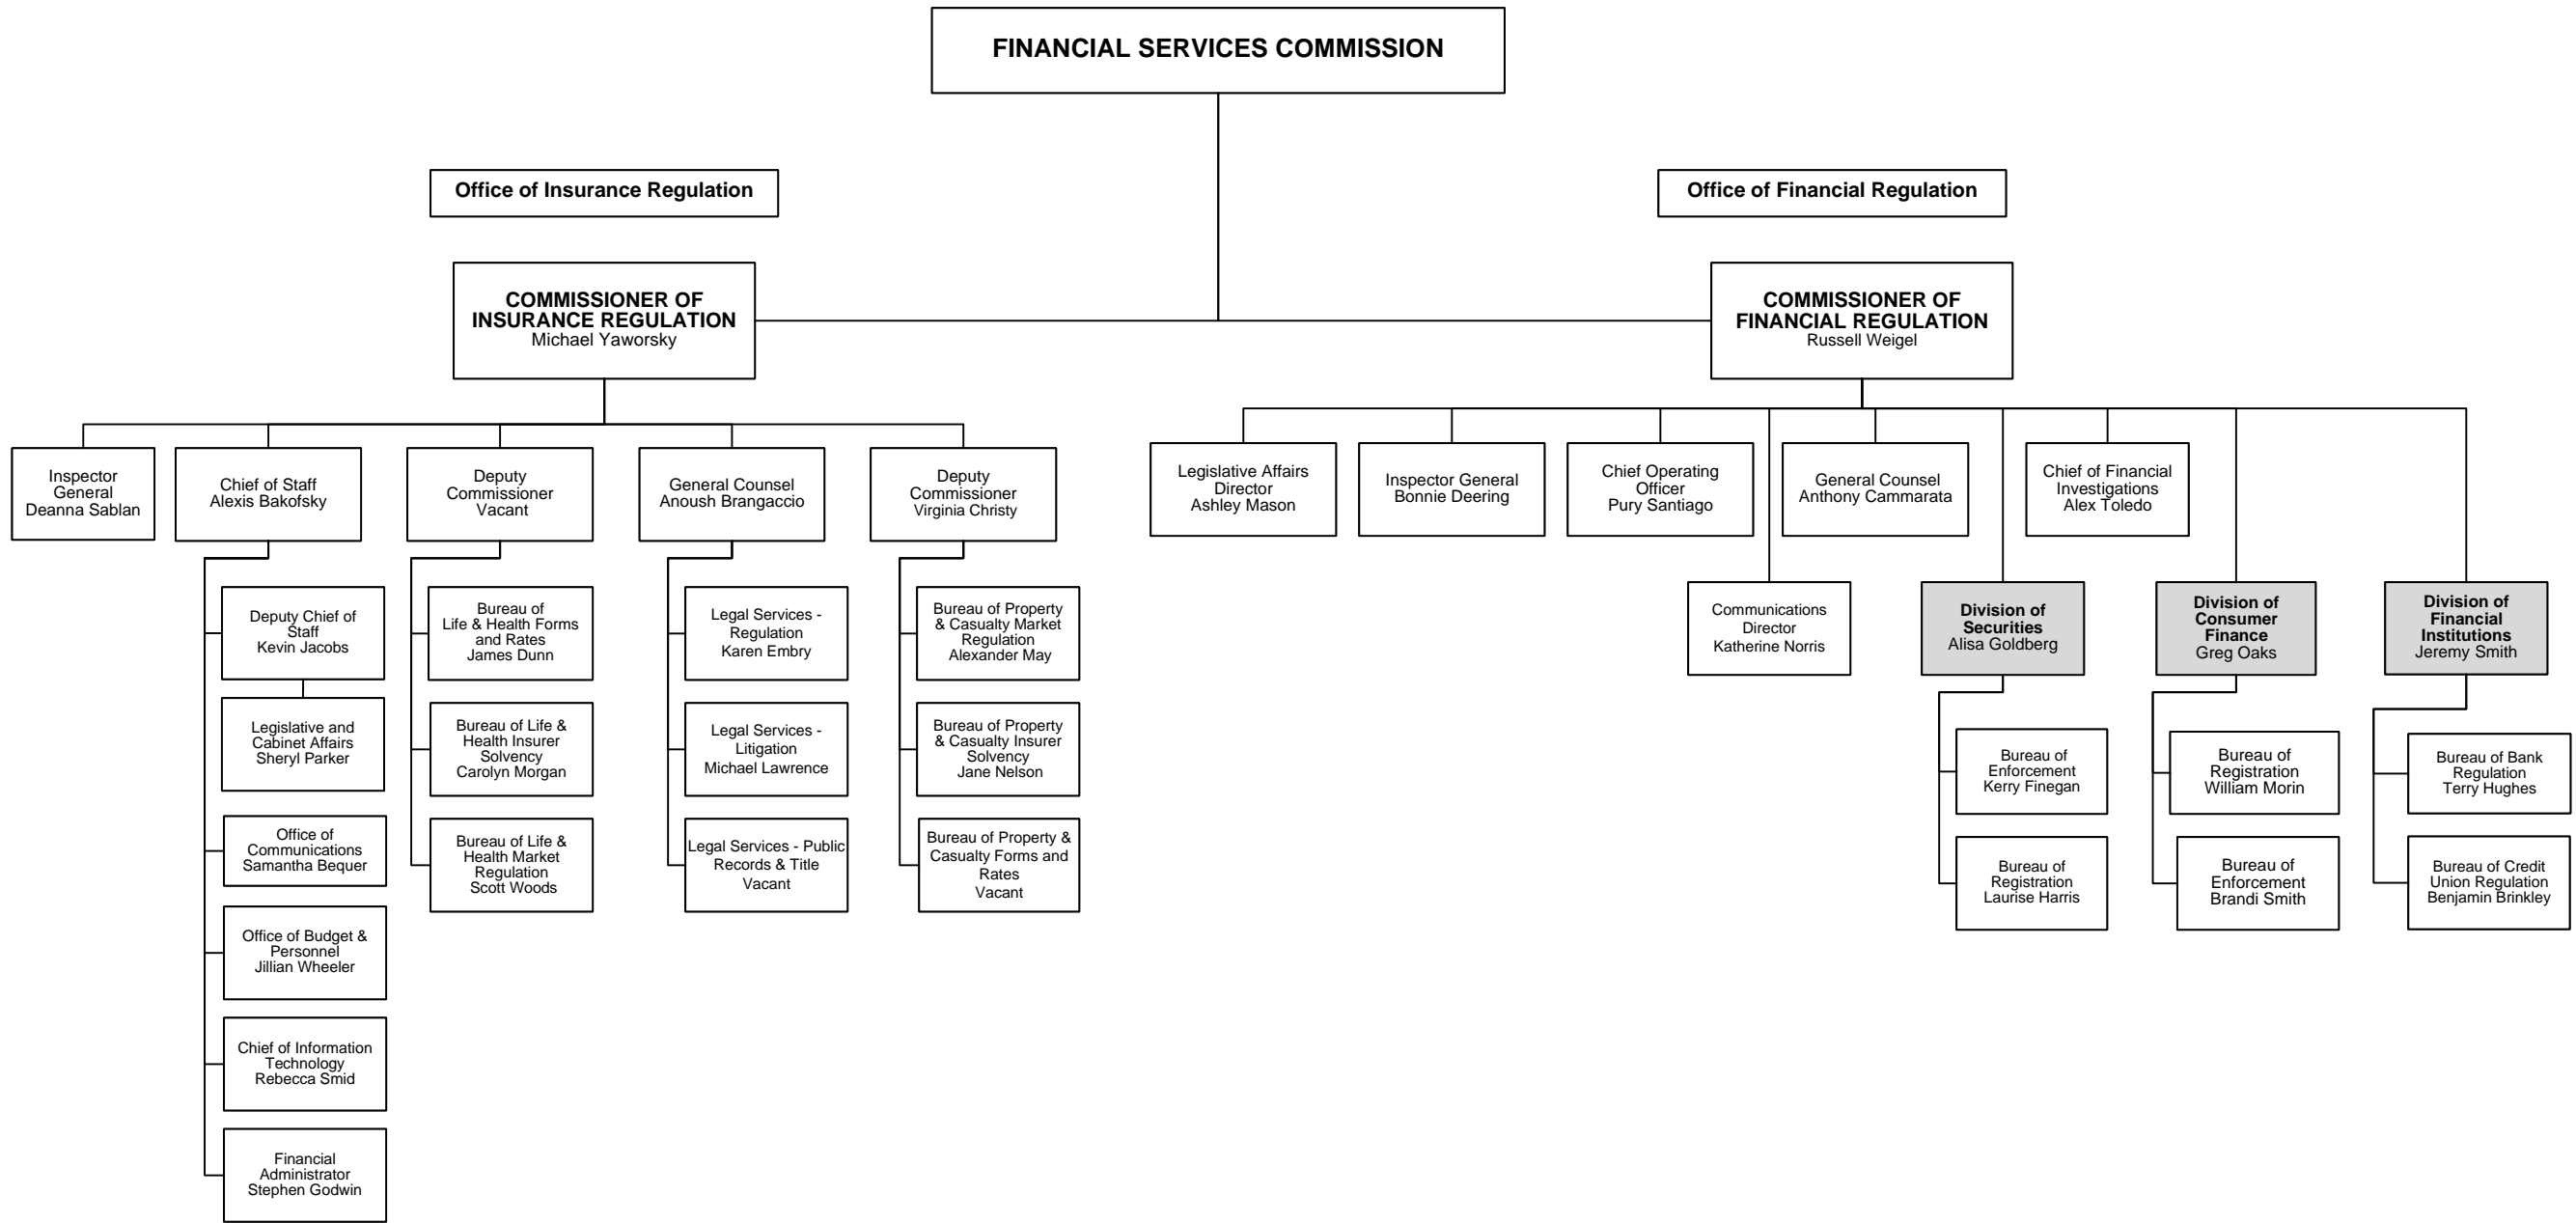 FINANCIAL SERVICES COMMISSION
Office of Insurance Regulation
Office of Financial Regulation
COMMISSIONER OF
INSURANCE REGULATION
Michael Yaworsky
COMMISSIONER OF
FINANCIAL REGULATION
Russell Weigel
Inspector
General
Deanna Sablan
Chief of Staff
Alexis Bakofsky
Deputy
Commissioner
Vacant
General Counsel
Anoush Brangaccio
Deputy
Commissioner
Virginia Christy
Legislative Affairs
Director
Ashley Mason
Inspector General
Bonnie Deering
Chief Operating
Officer
Pury Santiago
General Counsel
Anthony Cammarata
Chief of Financial
Investigations
Alex Toledo
Deputy Chief of
Staff
Kevin Jacobs
Legislative and
Cabinet Affairs
Sheryl Parker
Office of
Communications
Samantha Bequer
Office of Budget &
Personnel
Jillian Wheeler
Chief of Information
Technology
Rebecca Smid
Financial
Administrator
Stephen Godwin
Bureau of
Life & Health Forms
and Rates
James Dunn
Bureau of Life &
Health Insurer
Solvency
Carolyn Morgan
Bureau of Life &
Health Market
Regulation
Scott Woods
Legal Services -
Regulation
Karen Embry
Legal Services -
Litigation
Michael Lawrence
Legal Services - Public
Records & Title
Vacant
Bureau of Property
& Casualty Market
Regulation
Alexander May
Bureau of Property
& Casualty Insurer
Solvency
Jane Nelson
Bureau of Property &
Casualty Forms and
Rates
Vacant
Communications
Director
Katherine Norris
Division of
Securities
Alisa Goldberg
Bureau of
Enforcement
Kerry Finegan
Bureau of
Registration
Laurise Harris
Division of
Consumer
Finance
Greg Oaks
Bureau of
Registration
William Morin
Bureau of
Enforcement
Brandi Smith
Division of
Financial
Institutions
Jeremy Smith
Bureau of Bank
Regulation
Terry Hughes
Bureau of Credit
Union Regulation
Benjamin Brinkley